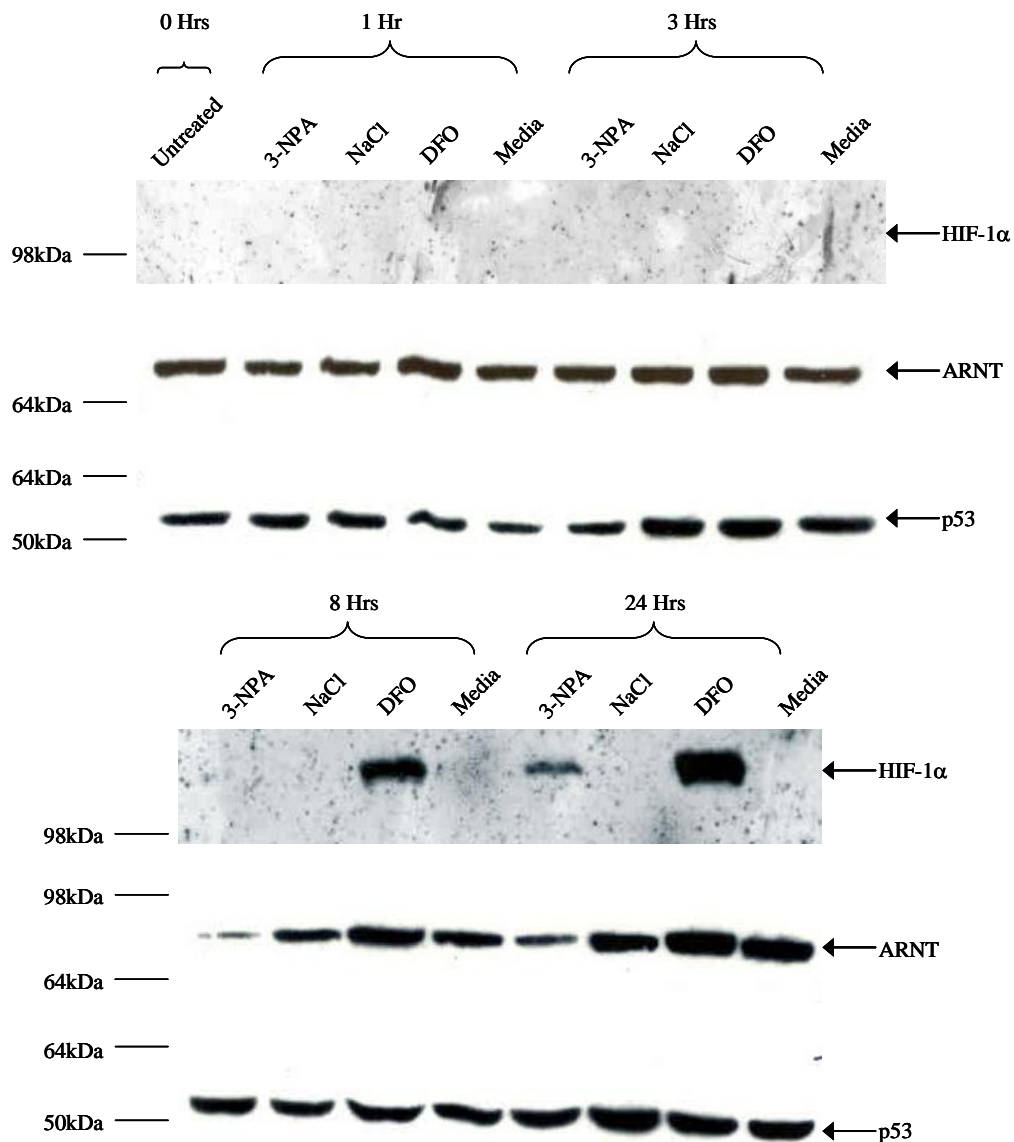 0 Hrs 1 Hr 3 Hrs
Untreated 3-NPA NaCl DFO Media 3-NPA NaCl DFO Media
HIF-1α
98kDa
ARNT
64kDa
64kDa
p53
50kDa
8 Hrs 24 Hrs
3-NPA NaCl DFO Media 3-NPA NaCl DFO Media
HIF-1α
98kDa
98kDa
ARNT
64kDa
64kDa
50kDa
p53